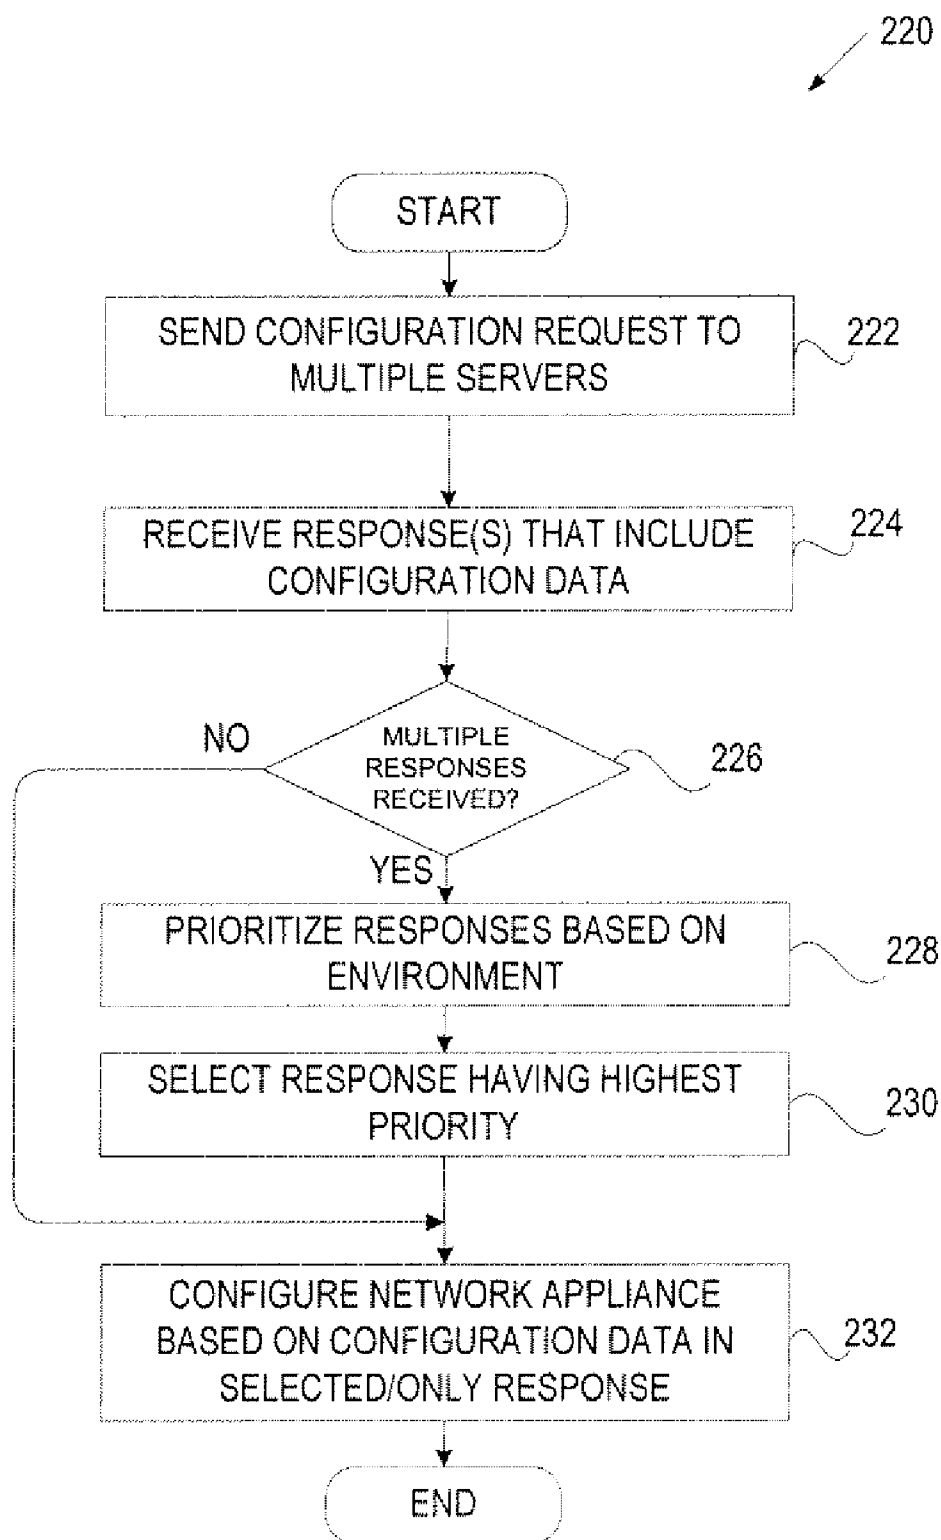 220
START
SEND CONFIGURATION REQUEST TO
MULTIPLE SERVERS
222
RECEIVE RESPONSE(S) THAT INCLUDE
CONFIGURATION DATA
224
NO
MULTIPLE
RESPONSES
RECEIVED?
226
YES
PRIORITIZE RESPONSES BASED ON
ENVIRONMENT
228
SELECT RESPONSE HAVING HIGHEST
PRIORITY
230
CONFIGURE NETWORK APPLIANCE
BASED ON CONFIGURATION DATA IN
SELECTED/ONLY RESPONSE
232
END